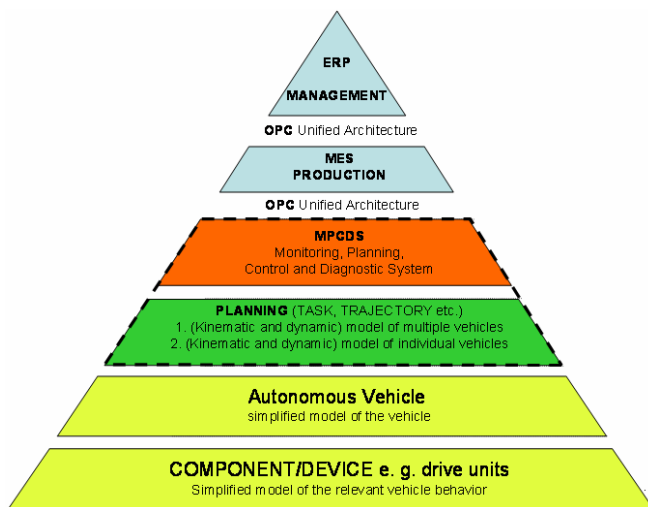 ERP
MANAGEMENT
OPC Unified Architecture
MES
PRODUCTION
OPC Unified Architecture
MPCDS
Monitoring, Planning,
Control and Diagnostic System
PLANNING (TASK, TRAJECTORY etc.)
1. (Kinematic and dynamic) model of multiple vehicles
2. (Kinematic and dynamic) model of individual vehicles
Autonomous Vehicle
simplified model of the vehicle
COMPONENT/DEVICE e. g. drive units
Simplified model of the relevant vehicle behavior